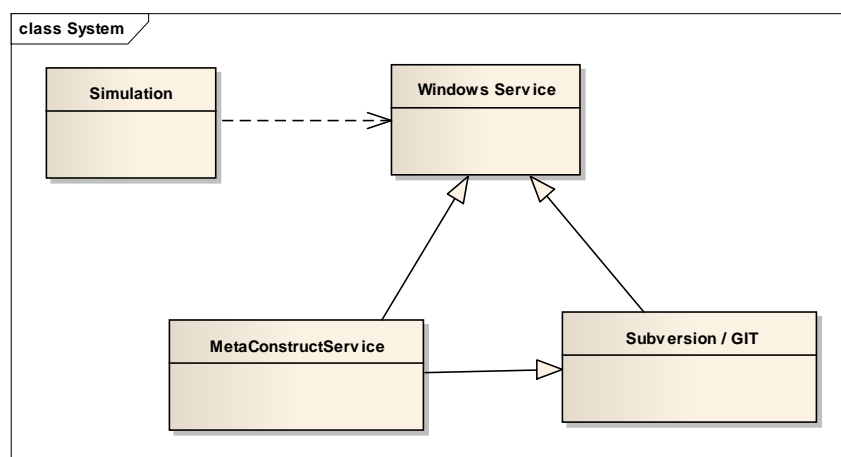 class System
Simulation
Windows Service
MetaConstructService
Subversion / GIT